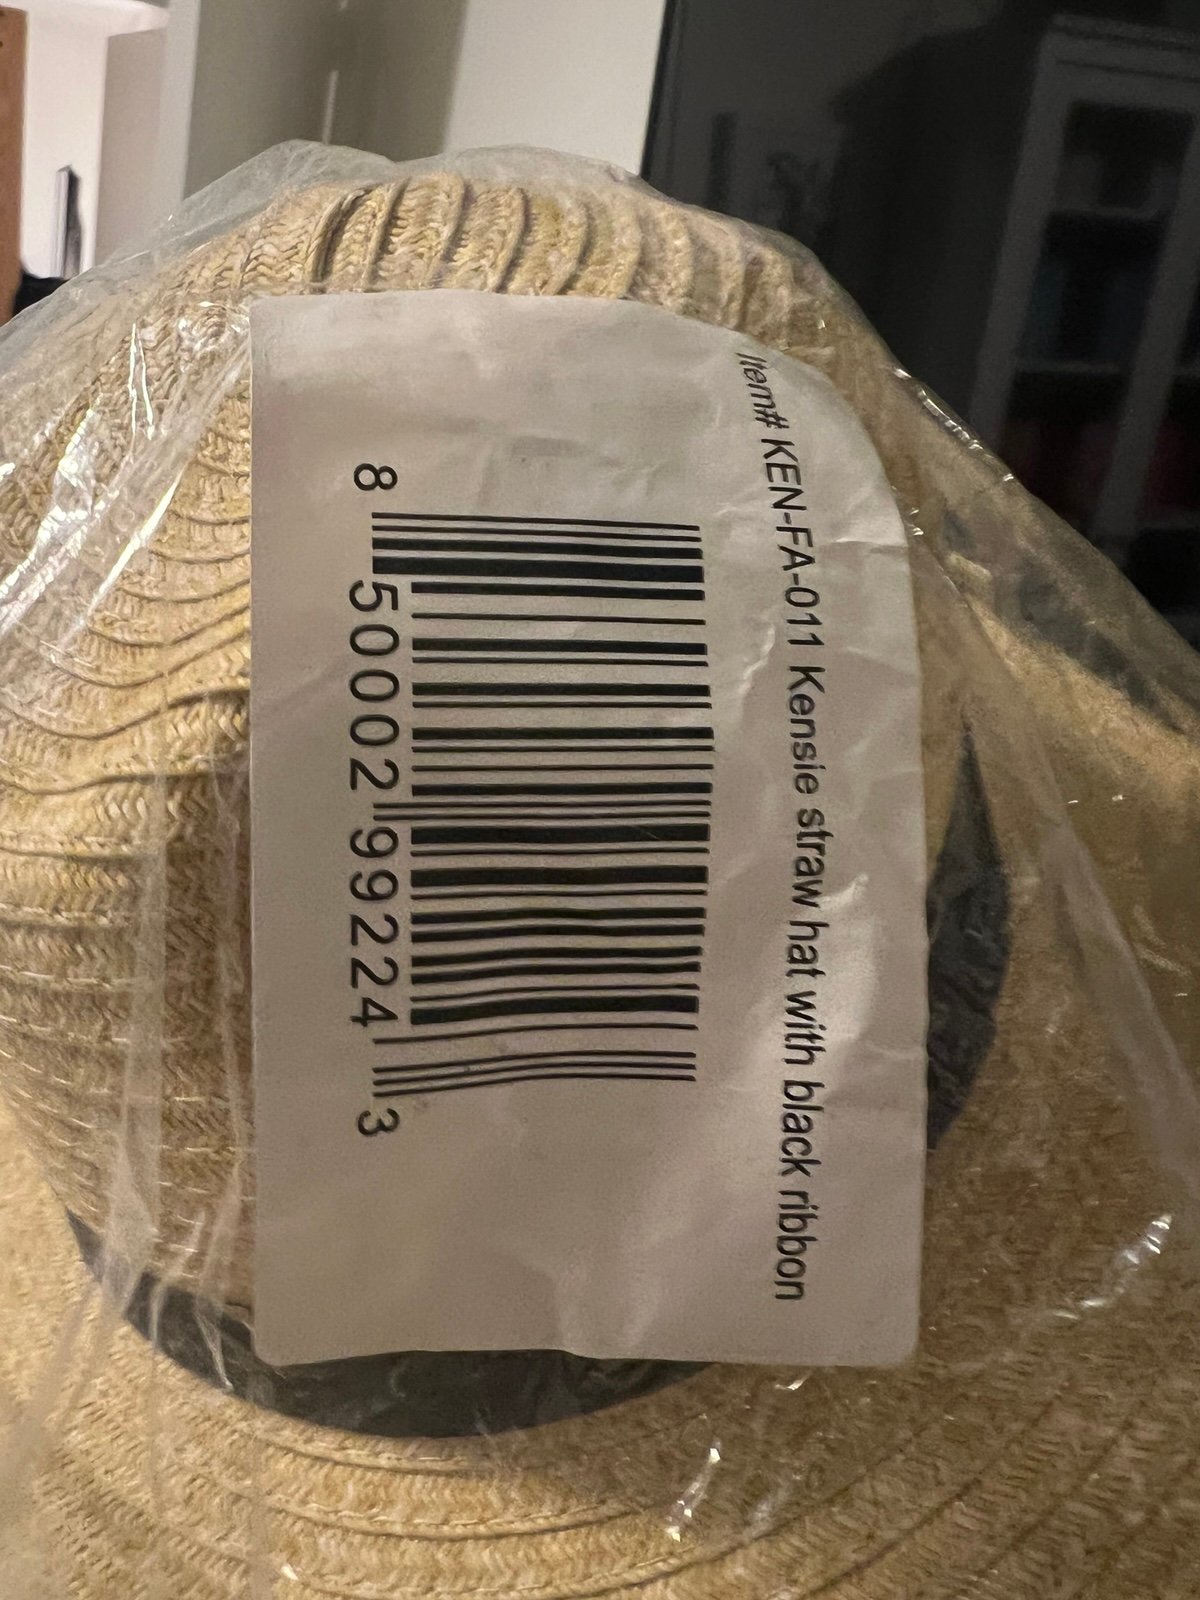 Item# KEN-FA-011 Kensie straw hat with black ribbon
8 50002 99224 3